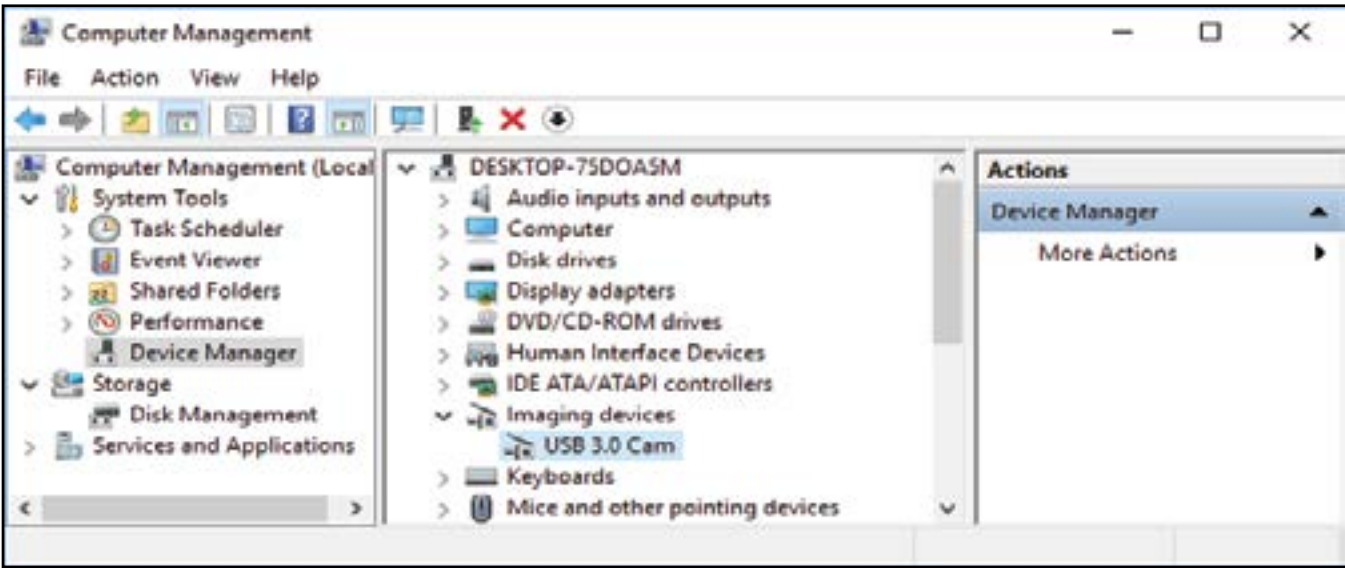 Computer Management
File Action View Help
Computer Management (Local
System Tools
Task Scheduler
Event Viewer
Shared Folders
Performance
Device Manager
Storage
Disk Management
Services and Applications
DESKTOP-75DOASM
Audio inputs and outputs
Computer
Disk drives
Display adapters
DVD/CD-ROM drives
Human Interface Devices
IDE ATA/ATAPI controllers
Imaging devices
USB 3.0 Cam
Keyboards
Mice and other pointing devices
Actions
Device Manager
More Actions